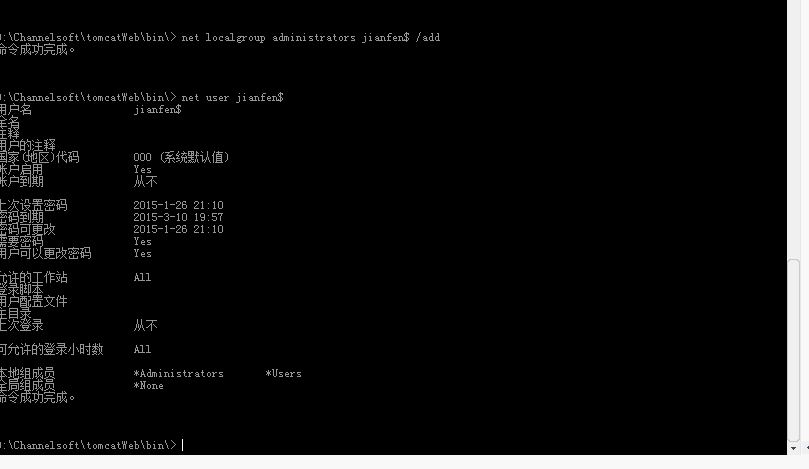 :\Channelsoft\tomcatWeb\bin\> net localgroup administrators jianfen$ /add
命令成功完成。
:\Channelsoft\tomcatWeb\bin\> net user jianfen$
用户名 jianfen$
全名
注释
用户的注释
国家(地区)代码 000 (系统默认值)
帐户启用 Yes
帐户到期 从不
上次设置密码 2015-1-26 21:10
密码到期 2015-3-10 19:57
密码可更改 2015-1-26 21:10
需要密码 Yes
用户可以更改密码 Yes
允许的工作站 All
登录脚本
用户配置文件
主目录
上次登录 从不
可允许的登录小时数 All
本地组成员 *Administrators *Users
全局组成员 *None
命令成功完成。
:\Channelsoft\tomcatWeb\bin\>